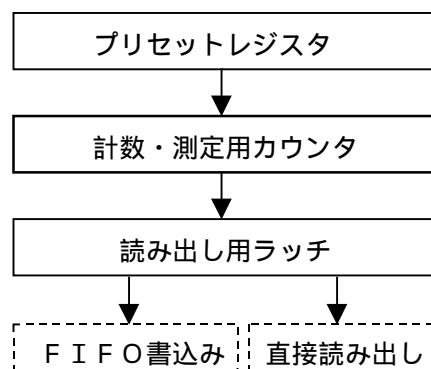 プリセットレジスタ
計数・測定用カウンタ
読み出し用ラッチ
ＦＩＦＯ書込み
直接読み出し